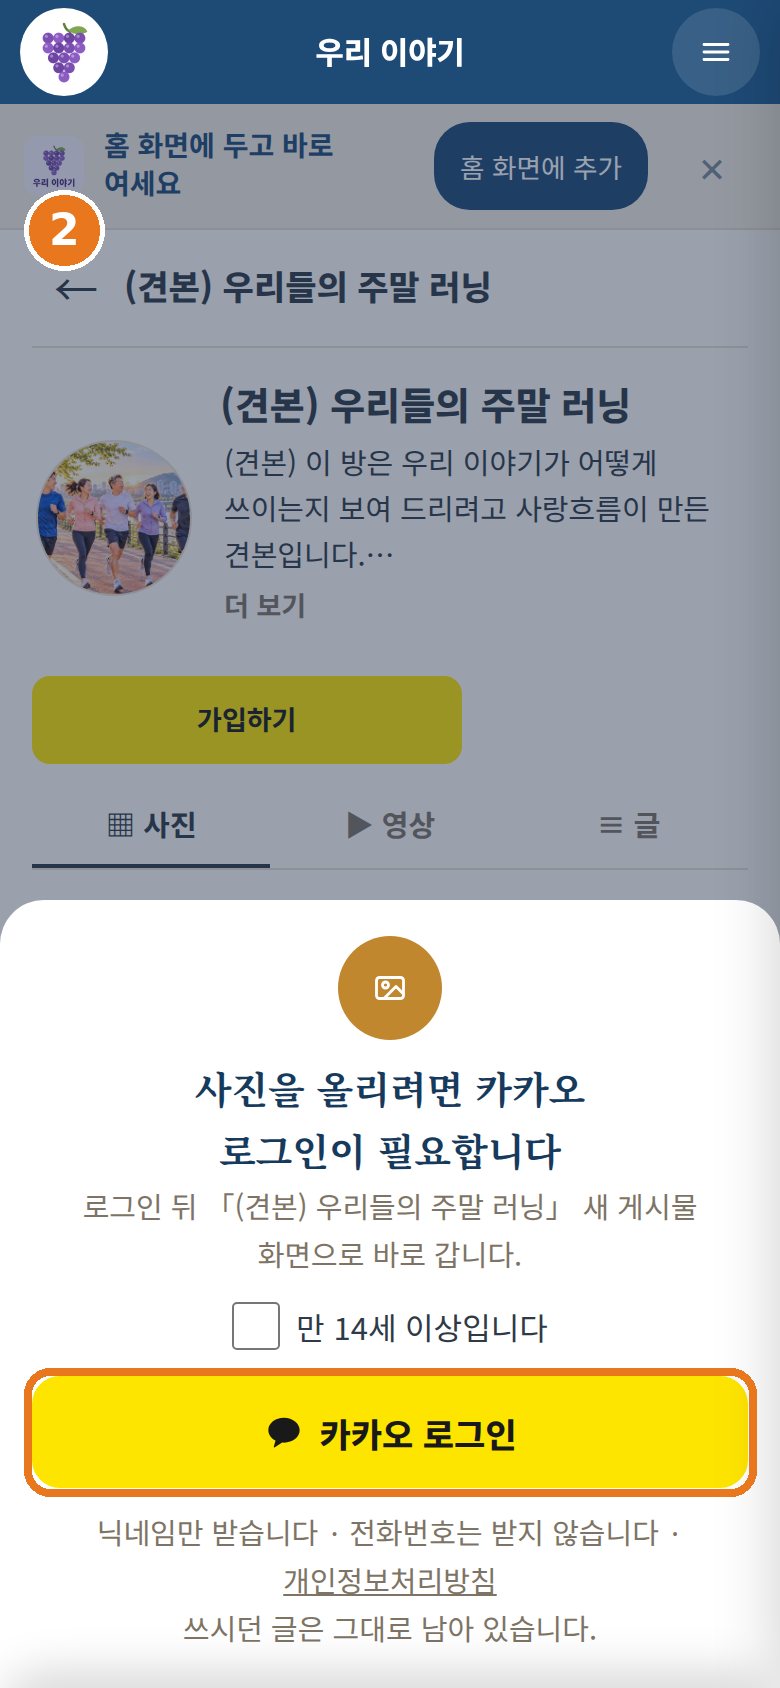 우리 이야기
홈 화면에 두고 바로
여세요
홈 화면에 추가
우리 이야기
2
(견본) 우리들의 주말 러닝
(견본) 우리들의 주말 러닝
(견본) 이 방은 우리 이야기가 어떻게
쓰이는지 보여 드리려고 사랑흐름이 만든
견본입니다.…
더 보기
가입하기
사진
영상
글
사진을 올리려면 카카오
로그인이 필요합니다
로그인 뒤 「(견본) 우리들의 주말 러닝」 새 게시물
화면으로 바로 갑니다.
만 14세 이상입니다
카카오 로그인
닉네임만 받습니다 · 전화번호는 받지 않습니다 ·
개인정보처리방침
쓰시던 글은 그대로 남아 있습니다.